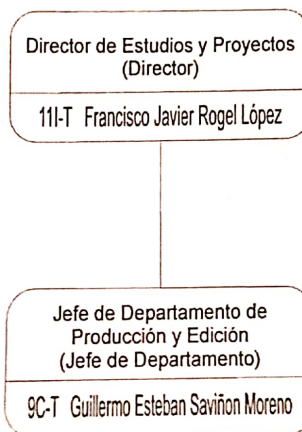 Director de Estudios y Proyectos
(Director)
11I-T Francisco Javier Rogel López
Jefe de Departamento de
Producción y Edición
(Jefe de Departamento)
9C-T Guillermo Esteban Saviñon Moreno